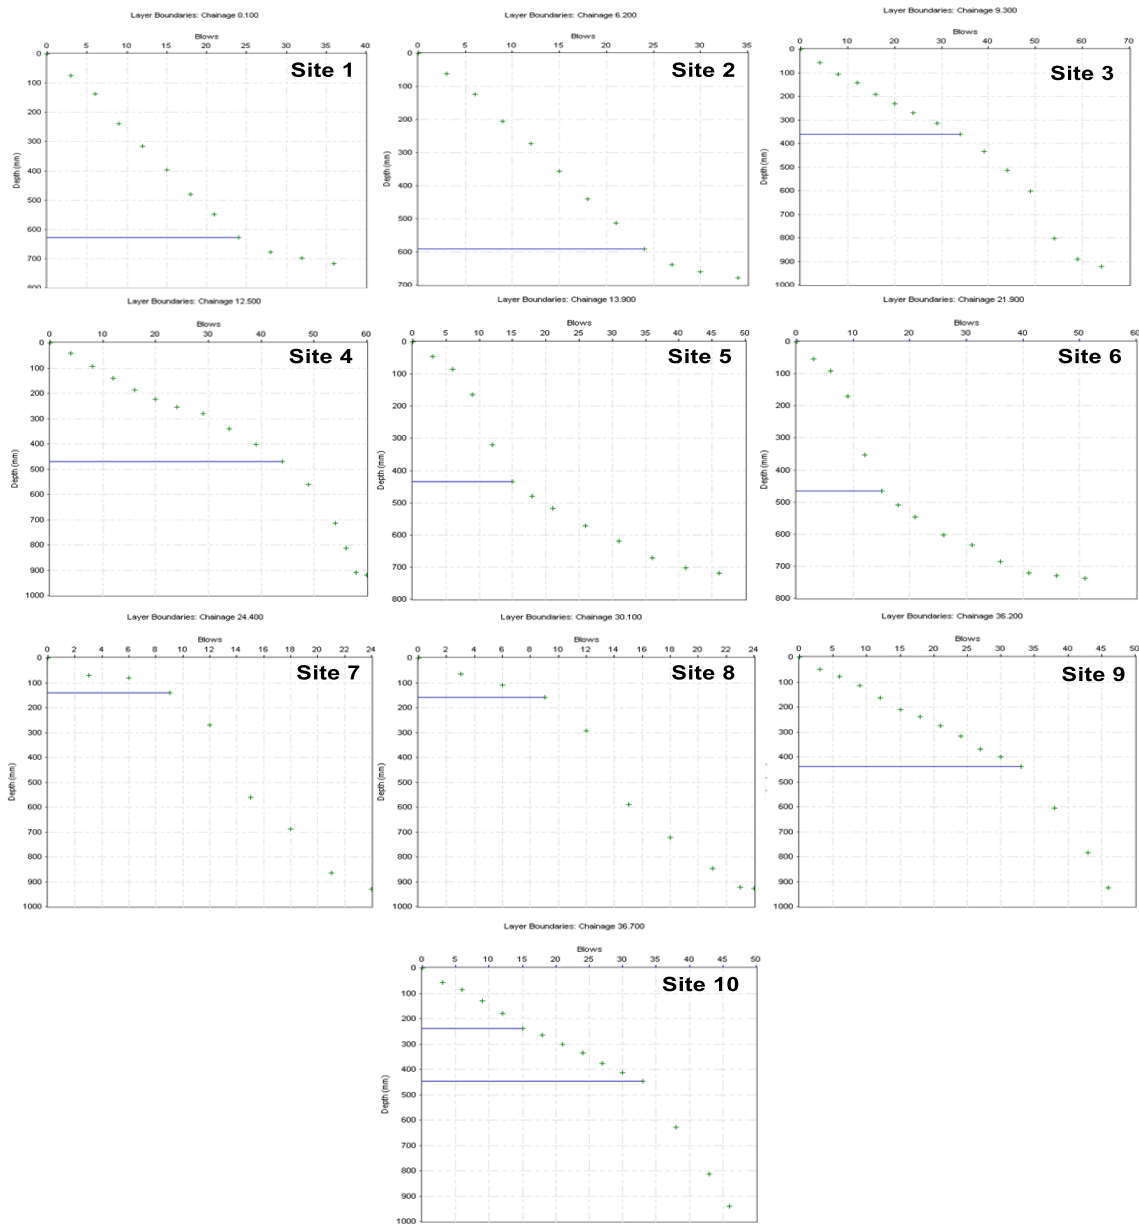 Layer Boundaries: Chainage 0.100
Blows
0 5 10 15 20 25 30 35 40
Site 1
Depth (mm)
0
100
200
300
400
500
600
700
800
Layer Boundaries: Chainage 6.200
Blows
0 5 10 15 20 25 30 35
Site 2
Depth (mm)
0
100
200
300
400
500
600
700
Layer Boundaries: Chainage 9.300
Blows
0 10 20 30 40 50 60 70
Site 3
Depth (mm)
0
100
200
300
400
500
600
700
800
900
1000
Layer Boundaries: Chainage 12.500
Blows
0 10 20 30 40 50 60
Site 4
Depth (mm)
0
100
200
300
400
500
600
700
800
900
1000
Layer Boundaries: Chainage 13.900
Blows
0 5 10 15 20 25 30 35 40 45 50
Site 5
Depth (mm)
0
100
200
300
400
500
600
700
800
Layer Boundaries: Chainage 21.900
Blows
0 10 20 30 40 50 60
Site 6
Depth (mm)
0
100
200
300
400
500
600
700
800
Layer Boundaries: Chainage 24.400
Blows
0 2 4 6 8 10 12 14 16 18 20 22 24
Site 7
Depth (mm)
0
100
200
300
400
500
600
700
800
900
1000
Layer Boundaries: Chainage 30.100
Blows
0 2 4 6 8 10 12 14 16 18 20 22 24
Site 8
Depth (mm)
0
100
200
300
400
500
600
700
800
900
1000
Layer Boundaries: Chainage 36.200
Blows
0 5 10 15 20 25 30 35 40 45 50
Site 9
0
100
200
300
400
500
600
700
800
900
1000
Layer Boundaries: Chainage 36.700
Blows
0 5 10 15 20 25 30 35 40 45 50
Site 10
Depth (mm)
0
100
200
300
400
500
600
700
800
900
1000